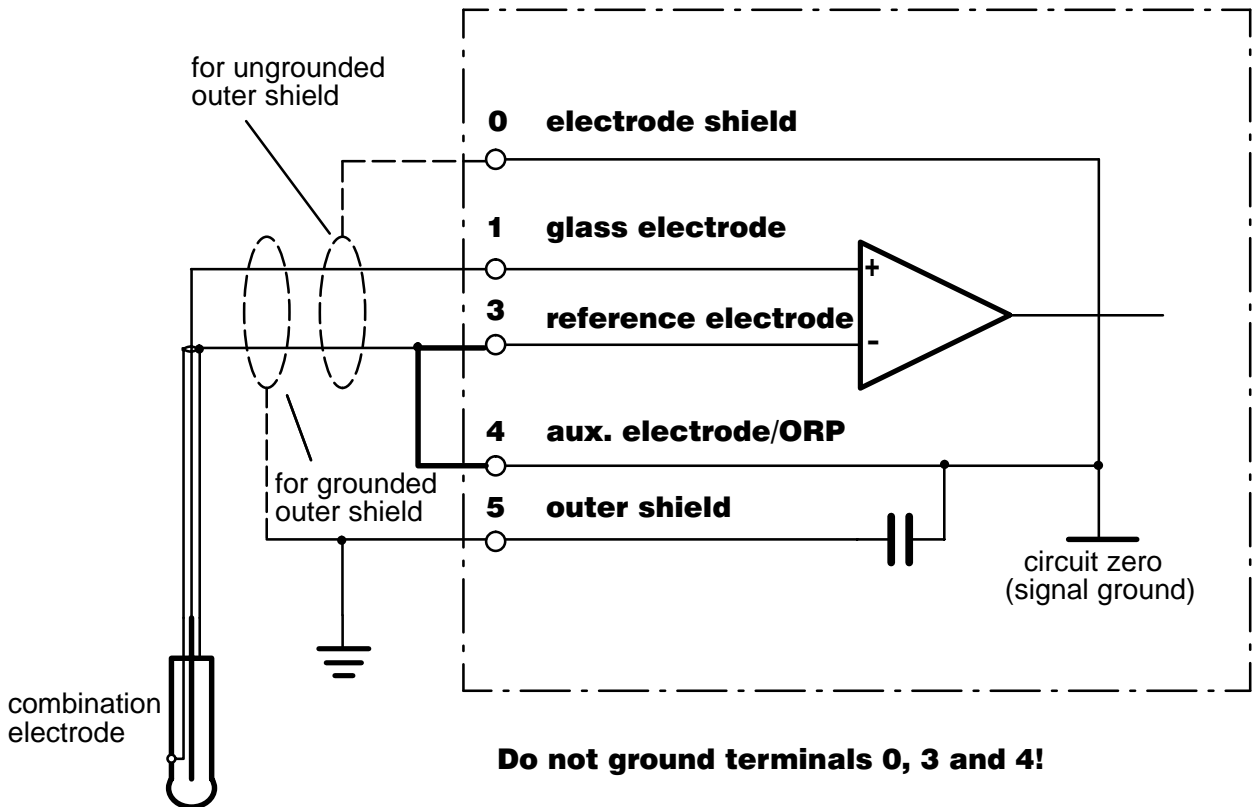 for ungrounded
outer shield
0 electrode shield
1 glass electrode
+
3 reference electrode
-
4 aux. electrode/ORP
for grounded
outer shield
5 outer shield
circuit zero
(signal ground)
combination
electrode
Do not ground terminals 0, 3 and 4!